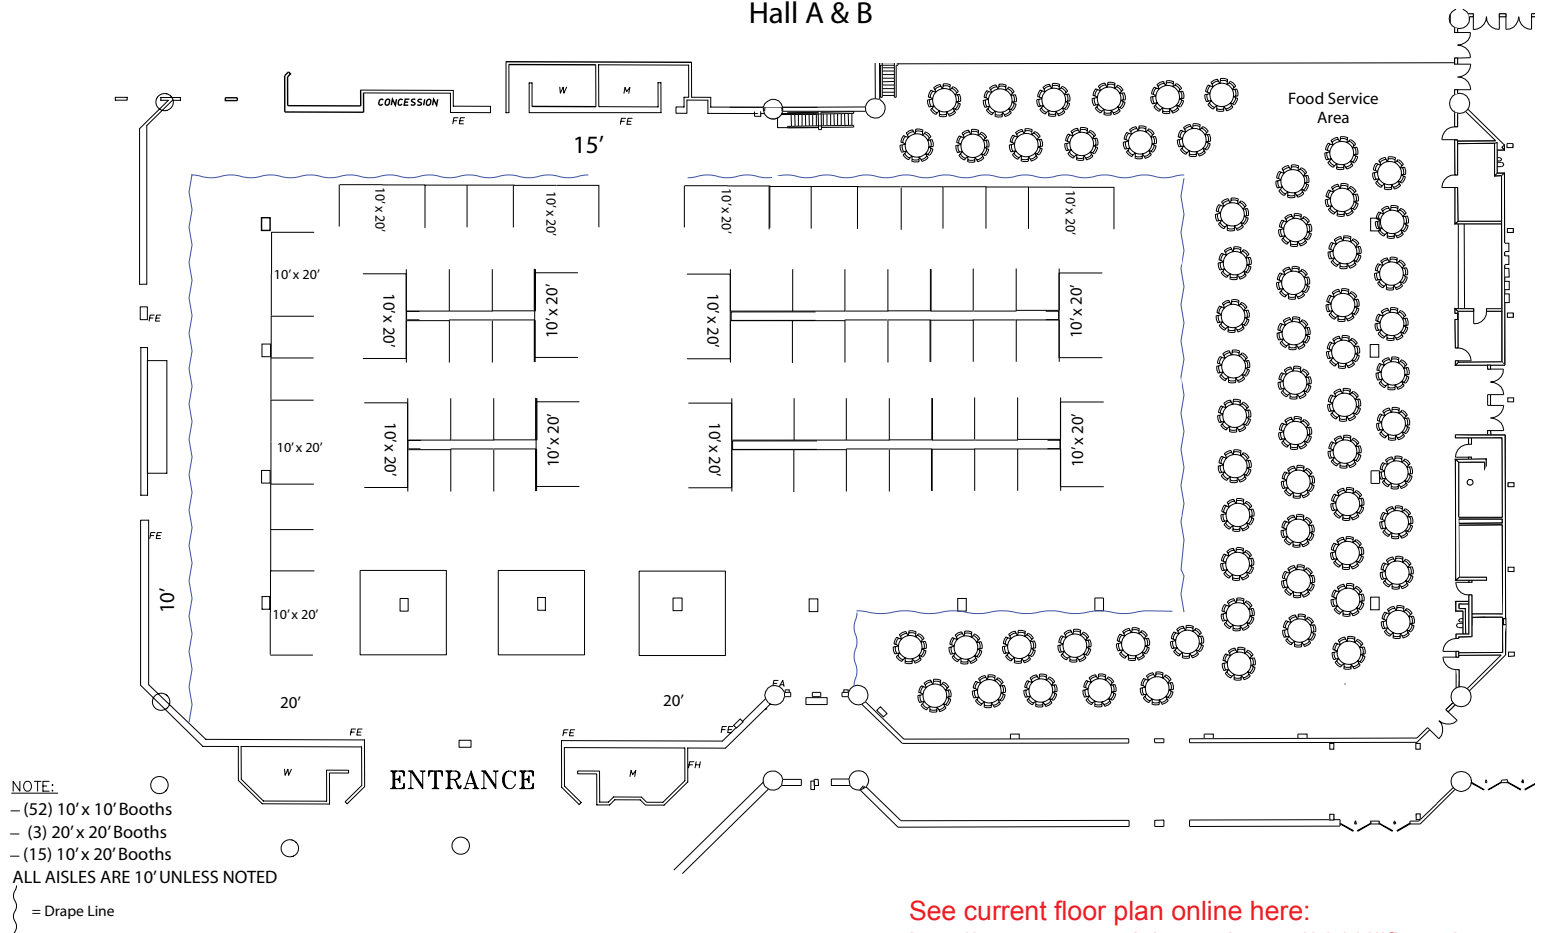 Hall A & B
W
M
CONCESSION
FE
FE
Food Service
Area
15'
10' x 20'
10' x 20'
10' x 20'
10' x 20'
10' x 20'
10' x 20'
10' x 20'
10' x 20'
10' x 20'
FE
10' x 20'
10' x 20'
10' x 20'
10' x 20'
10' x 20'
FE
10'
10' x 20'
20'
20'
FA
FE
FE
FE
W
M
FH
ENTRANCE
NOTE:
– (52) 10' x 10' Booths
– (3) 20' x 20' Booths
– (15) 10' x 20' Booths
ALL AISLES ARE 10' UNLESS NOTED
= Drape Line
See current floor plan online here: